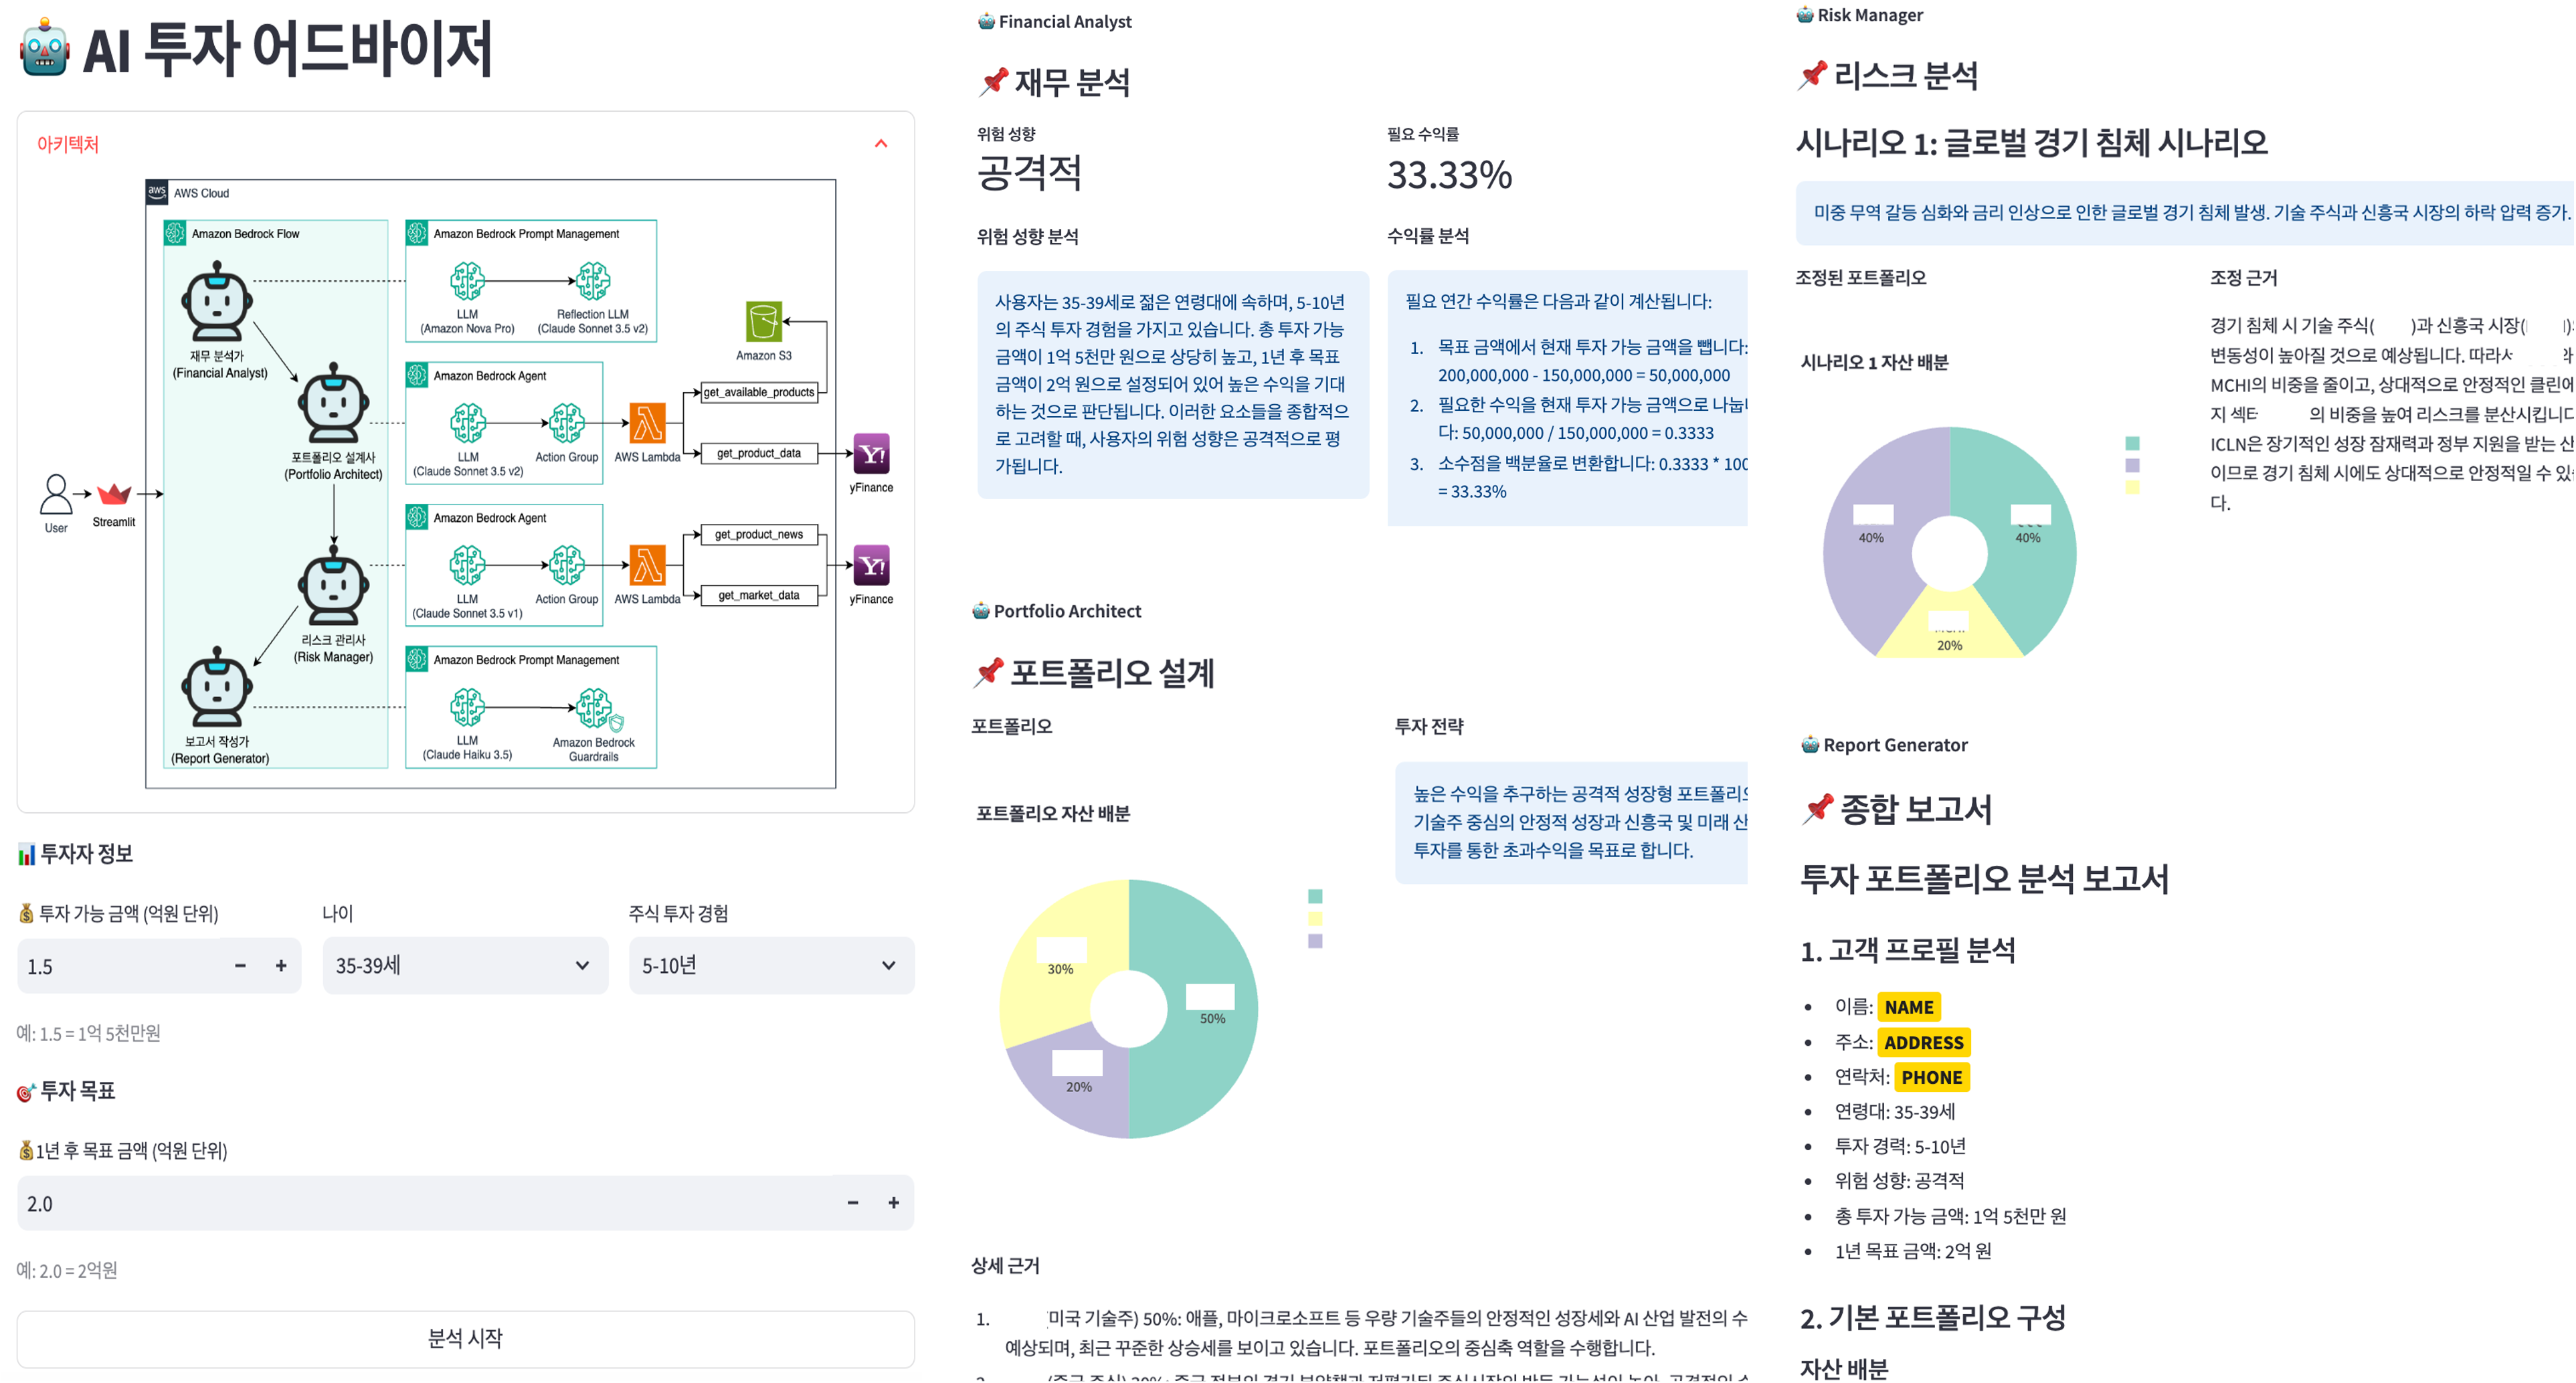 AI 투자 어드바이저
아키텍처
aws
AWS Cloud
Amazon Bedrock Flow
재무 분석가
(Financial Analyst)
포트폴리오 설계사
(Portfolio Architect)
리스크 관리사
(Risk Manager)
보고서 작성가
(Report Generator)
User
Streamlit
Amazon Bedrock Prompt Management
LLM
(Amazon Nova Pro)
Reflection LLM
(Claude Sonnet 3.5 v2)
Amazon S3
Amazon Bedrock Agent
LLM
(Claude Sonnet 3.5 v2)
Action Group
AWS Lambda
get_available_products
get_product_data
Y!
yFinance
Amazon Bedrock Agent
LLM
(Claude Sonnet 3.5 v1)
Action Group
AWS Lambda
get_product_news
get_market_data
Y!
yFinance
Amazon Bedrock Prompt Management
LLM
(Claude Haiku 3.5)
Amazon Bedrock
Guardrails
투자자 정보
투자 가능 금액 (억원 단위)
1.5
예: 1.5 = 1억 5천만원
나이
35-39세
주식 투자 경험
5-10년
투자 목표
1년 후 목표 금액 (억원 단위)
2.0
예: 2.0 = 2억원
분석 시작
Financial Analyst
재무 분석
위험 성향
공격적
필요 수익률
33.33%
위험 성향 분석
사용자는 35-39세로 젊은 연령대에 속하며, 5-10년
의 주식 투자 경험을 가지고 있습니다. 총 투자 가능
금액이 1억 5천만 원으로 상당히 높고, 1년 후 목표
금액이 2억 원으로 설정되어 있어 높은 수익을 기대
하는 것으로 판단됩니다. 이러한 요소들을 종합적으
로 고려할 때, 사용자의 위험 성향은 공격적으로 평
가됩니다.
수익률 분석
필요 연간 수익률은 다음과 같이 계산됩니다:
1. 목표 금액에서 현재 투자 가능 금액을 뺍니다:
200,000,000 - 150,000,000 = 50,000,000
2. 필요한 수익을 현재 투자 가능 금액으로 나눕니
다: 50,000,000 / 150,000,000 = 0.3333
3. 소수점을 백분율로 변환합니다: 0.3333 * 100
= 33.33%
Portfolio Architect
포트폴리오 설계
포트폴리오
포트폴리오 자산 배분
30%
50%
20%
투자 전략
높은 수익을 추구하는 공격적 성장형 포트폴리오
기술주 중심의 안정적 성장과 신흥국 및 미래 산
투자를 통한 초과수익을 목표로 합니다.
상세 근거
1. 미국 기술주) 50%: 애플, 마이크로소프트 등 우량 기술주들의 안정적인 성장세와 AI 산업 발전의 수
예상되며, 최근 꾸준한 상승세를 보이고 있습니다. 포트폴리오의 중심축 역할을 수행합니다.
Risk Manager
리스크 분석
시나리오 1: 글로벌 경기 침체 시나리오
미중 무역 갈등 심화와 금리 인상으로 인한 글로벌 경기 침체 발생. 기술 주식과 신흥국 시장의 하락 압력 증가.
조정된 포트폴리오
시나리오 1 자산 배분
40%
40%
20%
조정 근거
경기 침체 시 기술 주식( )과 신흥국 시장(
변동성이 높아질 것으로 예상됩니다. 따라서
MCHI의 비중을 줄이고, 상대적으로 안정적인 클린에
지 섹터 의 비중을 높여 리스크를 분산시킵니다
ICLN은 장기적인 성장 잠재력과 정부 지원을 받는 산
이므로 경기 침체 시에도 상대적으로 안정적일 수 있
다.
Report Generator
종합 보고서
투자 포트폴리오 분석 보고서
1. 고객 프로필 분석
• 이름: NAME
• 주소: ADDRESS
• 연락처: PHONE
• 연령대: 35-39세
• 투자 경력: 5-10년
• 위험 성향: 공격적
• 총 투자 가능 금액: 1억 5천만 원
• 1년 목표 금액: 2억 원
2. 기본 포트폴리오 구성
자산 배분